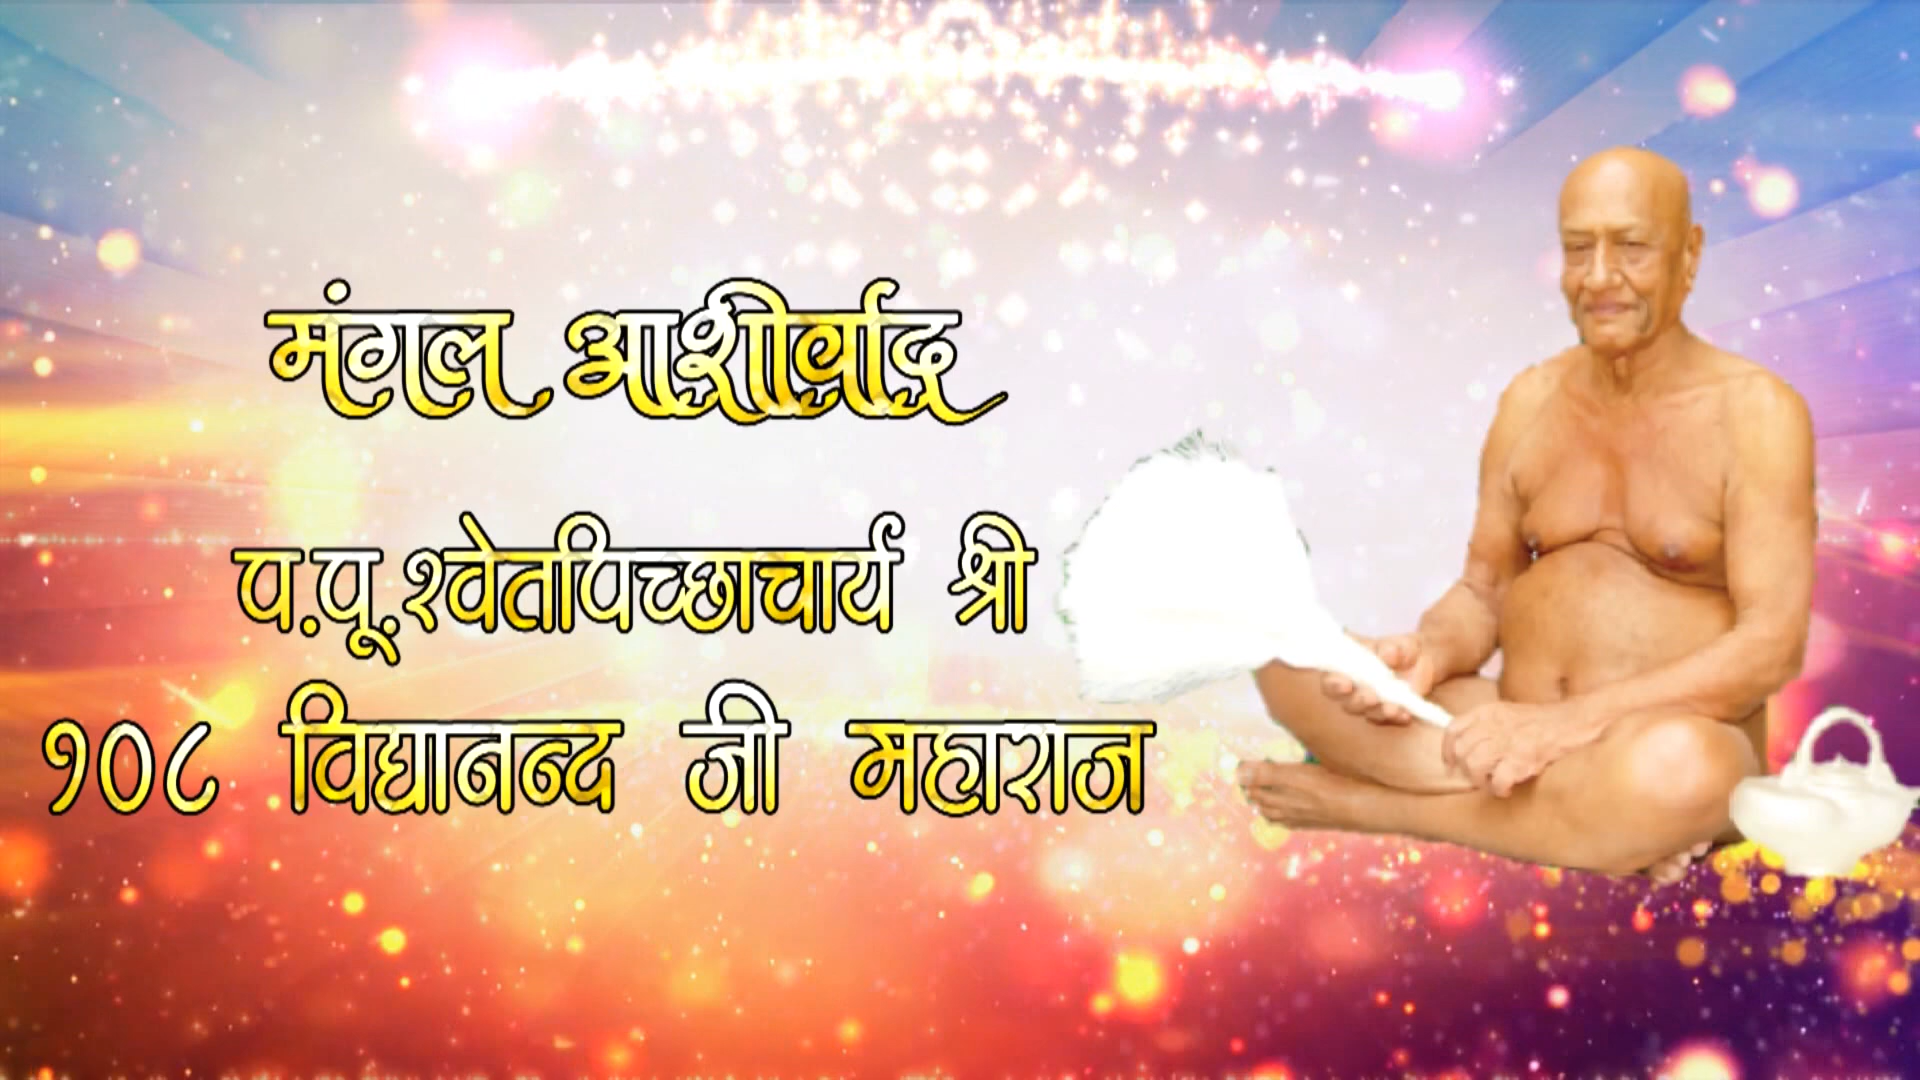 मंगल आशीर्वाद
प.पू.श्वेतपिच्छाचार्य श्री
१०८ विद्यानन्द जी महाराज